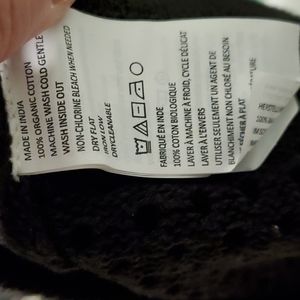 MADE IN INDIA
100% ORGANIC COTTON
MACHINE WASH COLD GENTLE
WASH INSIDE OUT
NON-CHLORINE BLEACH WHEN NEEDED
DRY FLAT
IRON LOW
DRYCLEANABLE
FABRIQUÉ EN INDE
100% COTON BIOLOGIQUE
LAVER À MACHINE À FROID, CYCLE DÉLICAT
LAVER À L'ENVERS
UTILISER SEULEMENT UN AGENT DE
BLANCHIMENT NON CHLORÉ AU BESOIN
À PLAT